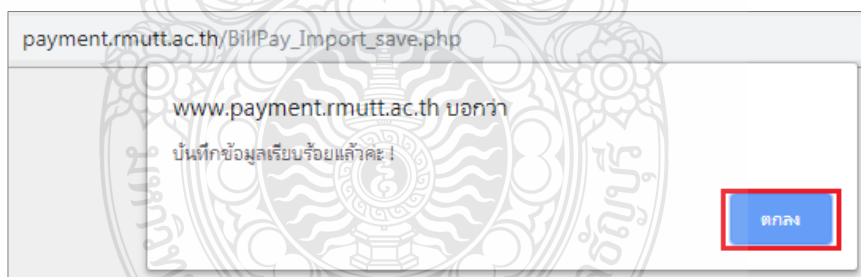 payment.rmutt.ac.th/BillPay_Import_save.php
www.payment.rmutt.ac.th บอกว่า
บันทึกข้อมูลเรียบร้อยแล้วคะ !
ตกลง